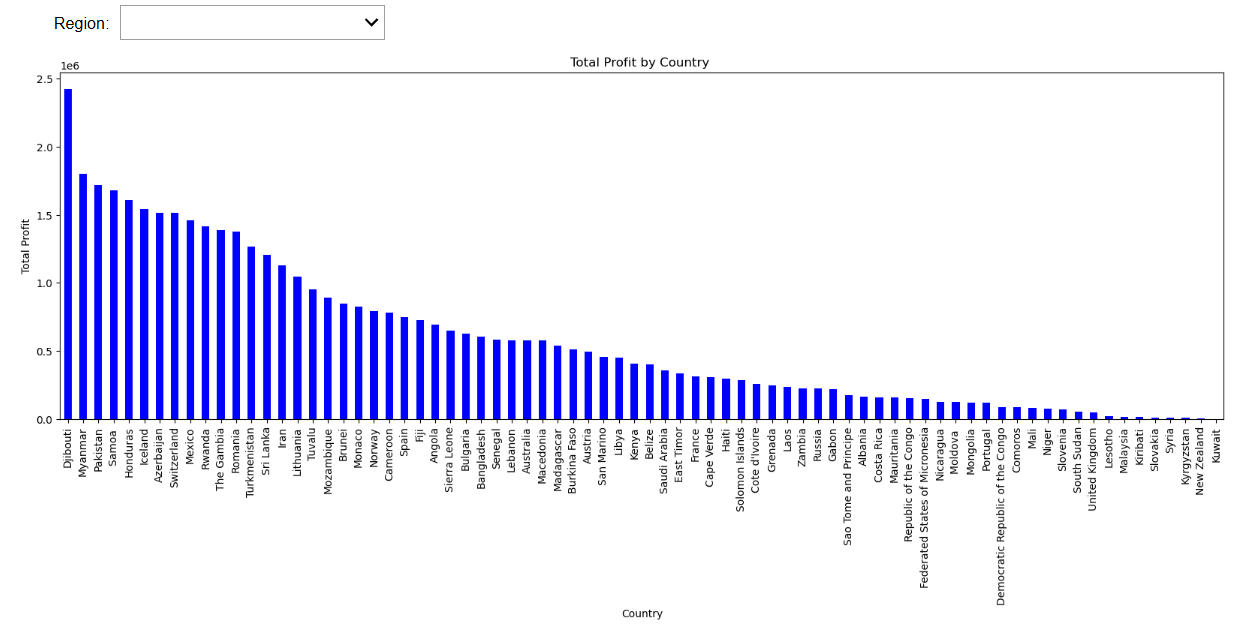 Region:
Total Profit by Country
1e6
2.5
2.0
1.5
1.0
0.5
0.0
Total Profit
Djibouti
Myanmar
Pakistan
Samoa
Honduras
Iceland
Azerbaijan
Switzerland
Mexico
Rwanda
The Gambia
Romania
Turkmenistan
Sri Lanka
Iran
Lithuania
Tuvalu
Mozambique
Brunei
Monaco
Norway
Cameroon
Spain
Fiji
Angola
Sierra Leone
Bulgaria
Bangladesh
Senegal
Lebanon
Australia
Macedonia
Madagascar
Burkina Faso
Austria
San Marino
Libya
Kenya
Belize
Saudi Arabia
East Timor
France
Cape Verde
Haiti
Solomon Islands
Cote d'Ivoire
Grenada
Laos
Zambia
Russia
Gabon
Sao Tome and Principe
Albania
Costa Rica
Mauritania
Republic of the Congo
Federated States of Micronesia
Nicaragua
Moldova
Mongolia
Portugal
Democratic Republic of the Congo
Comoros
Mali
Niger
Slovenia
South Sudan
United Kingdom
Lesotho
Malaysia
Kiribati
Slovakia
Syria
Kyrgyzstan
New Zealand
Kuwait
Country